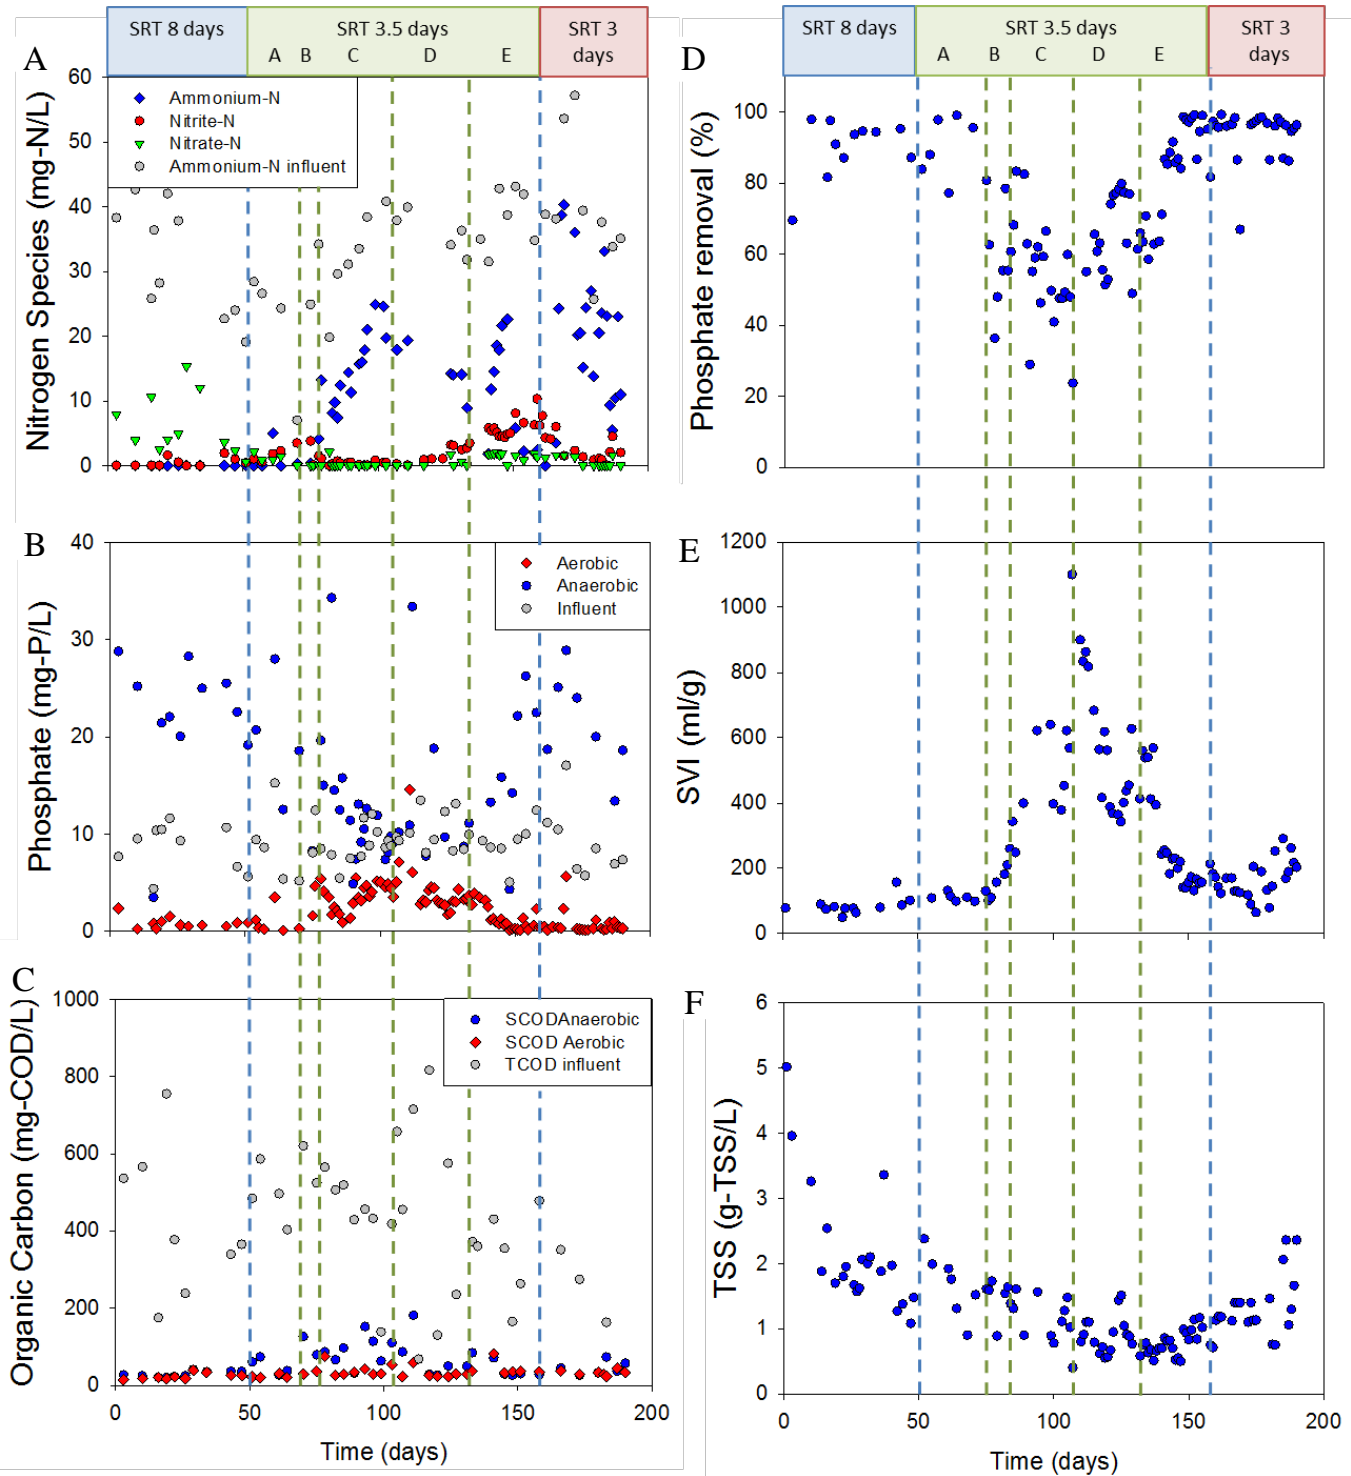 SRT 8 days
SRT 3.5 days
SRT 3
days
A B C D E
A
Nitrogen Species (mg-N/L)
60
50
40
30
20
10
0
Ammonium-N
Nitrite-N
Nitrate-N
Ammonium-N influent
B
Phosphate (mg-P/L)
40
30
20
10
0
Aerobic
Anaerobic
Influent
C
Organic Carbon (mg-COD/L)
1000
800
600
400
200
0
SCODAnaerobic
SCOD Aerobic
TCOD influent
0 50 100 150 200
Time (days)
SRT 8 days
SRT 3.5 days
SRT 3
days
A B C D E
D
Phosphate removal (%)
100
80
60
40
20
0
E
SVI (ml/g)
1200
1000
800
600
400
200
0
F
TSS (g-TSS/L)
6
5
4
3
2
1
0
0 50 100 150 200
Time (days)